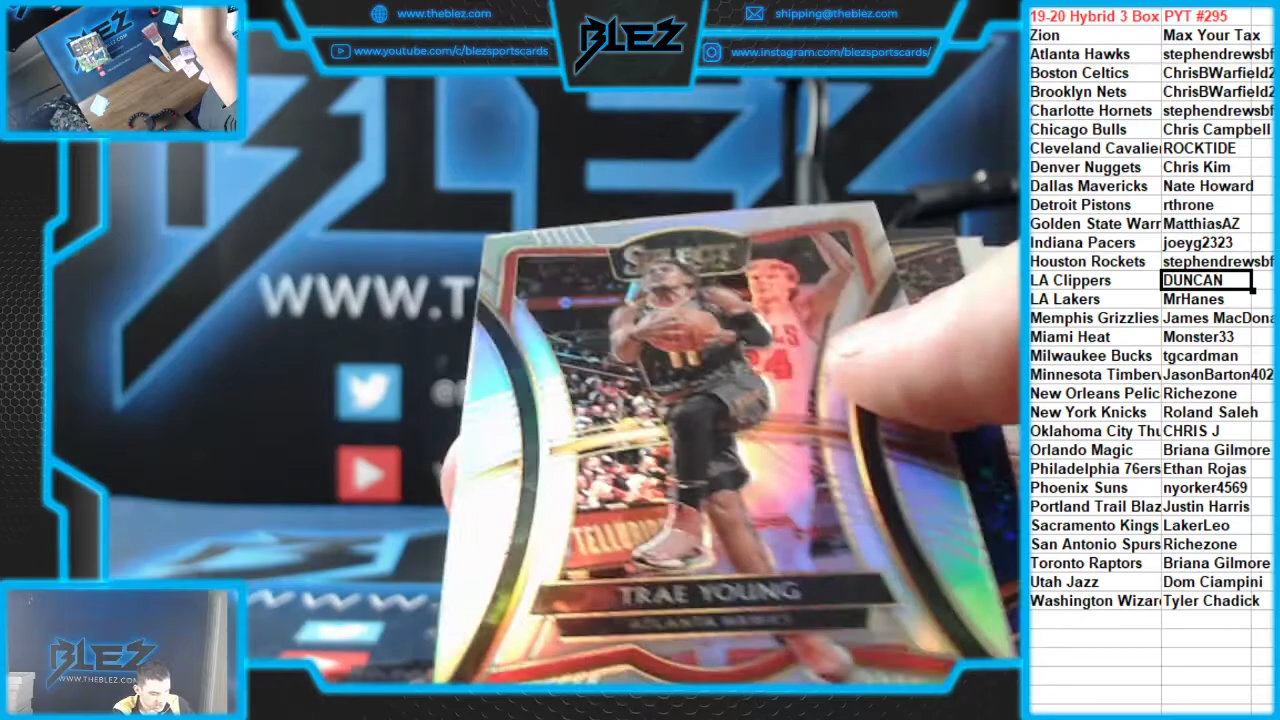 www.theblez.com
www.youtube.com/c/blezsportscards
BLEZ
shipping@theblez.com
www.instagram.com/blezsportscards/
BLEZ
WWW.T
SELECT
11
24
TELLURID
TRAE YOUNG
ATLANTA HAWKS
BLEZ
WWW.THEBLEZ.COM
19-20 Hybrid 3 Box PYT #295
Zion Max Your Tax
Atlanta Hawks stephendrewsbf
Boston Celtics ChrisBWarfield2
Brooklyn Nets ChrisBWarfield2
Charlotte Hornets stephendrewsbf
Chicago Bulls Chris Campbell
Cleveland Cavalier ROCKTIDE
Denver Nuggets Chris Kim
Dallas Mavericks Nate Howard
Detroit Pistons rthrone
Golden State Warr MatthiasAZ
Indiana Pacers joeyg2323
Houston Rockets stephendrewsbf
LA Clippers DUNCAN
LA Lakers MrHanes
Memphis Grizzlies James MacDona
Miami Heat Monster33
Milwaukee Bucks tgcardman
Minnesota Timberv JasonBarton402
New Orleans Pelic Richezone
New York Knicks Roland Saleh
Oklahoma City Thu CHRIS J
Orlando Magic Briana Gilmore
Philadelphia 76ers Ethan Rojas
Phoenix Suns nyorker4569
Portland Trail Blaz Justin Harris
Sacramento Kings LakerLeo
San Antonio Spurs Richezone
Toronto Raptors Briana Gilmore
Utah Jazz Dom Ciampini
Washington Wizar Tyler Chadick